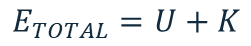 E_TOTAL = U + K